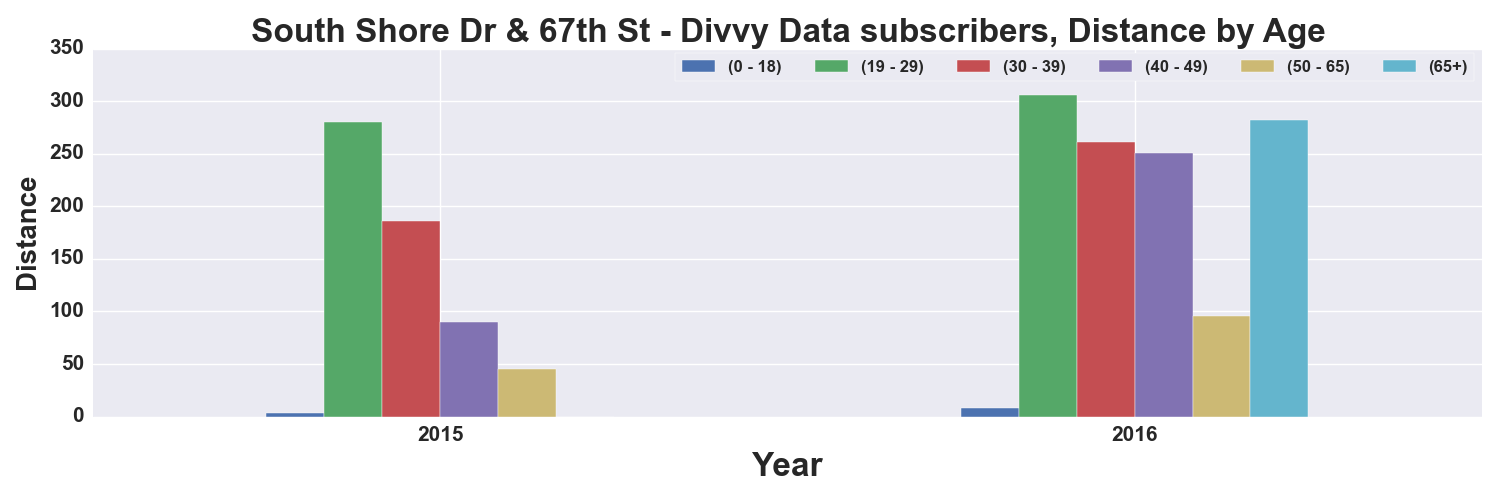 South Shore Dr & 67th St - Divvy Data subscribers, Distance by Age
(0 - 18) (19 - 29) (30 - 39) (40 - 49) (50 - 65) (65+)
350
300
250
200
150
100
50
0
Distance
2015 2016
Year